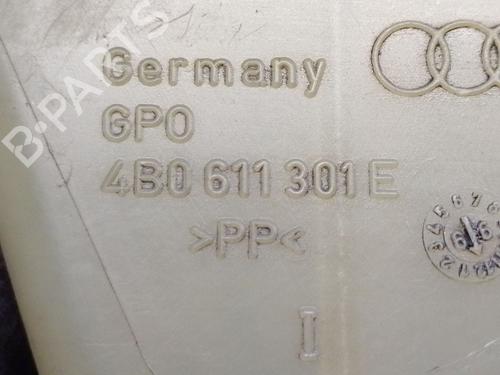 B-PARTS
Germany
GPO
4B0 611 301 E
>PP<
I